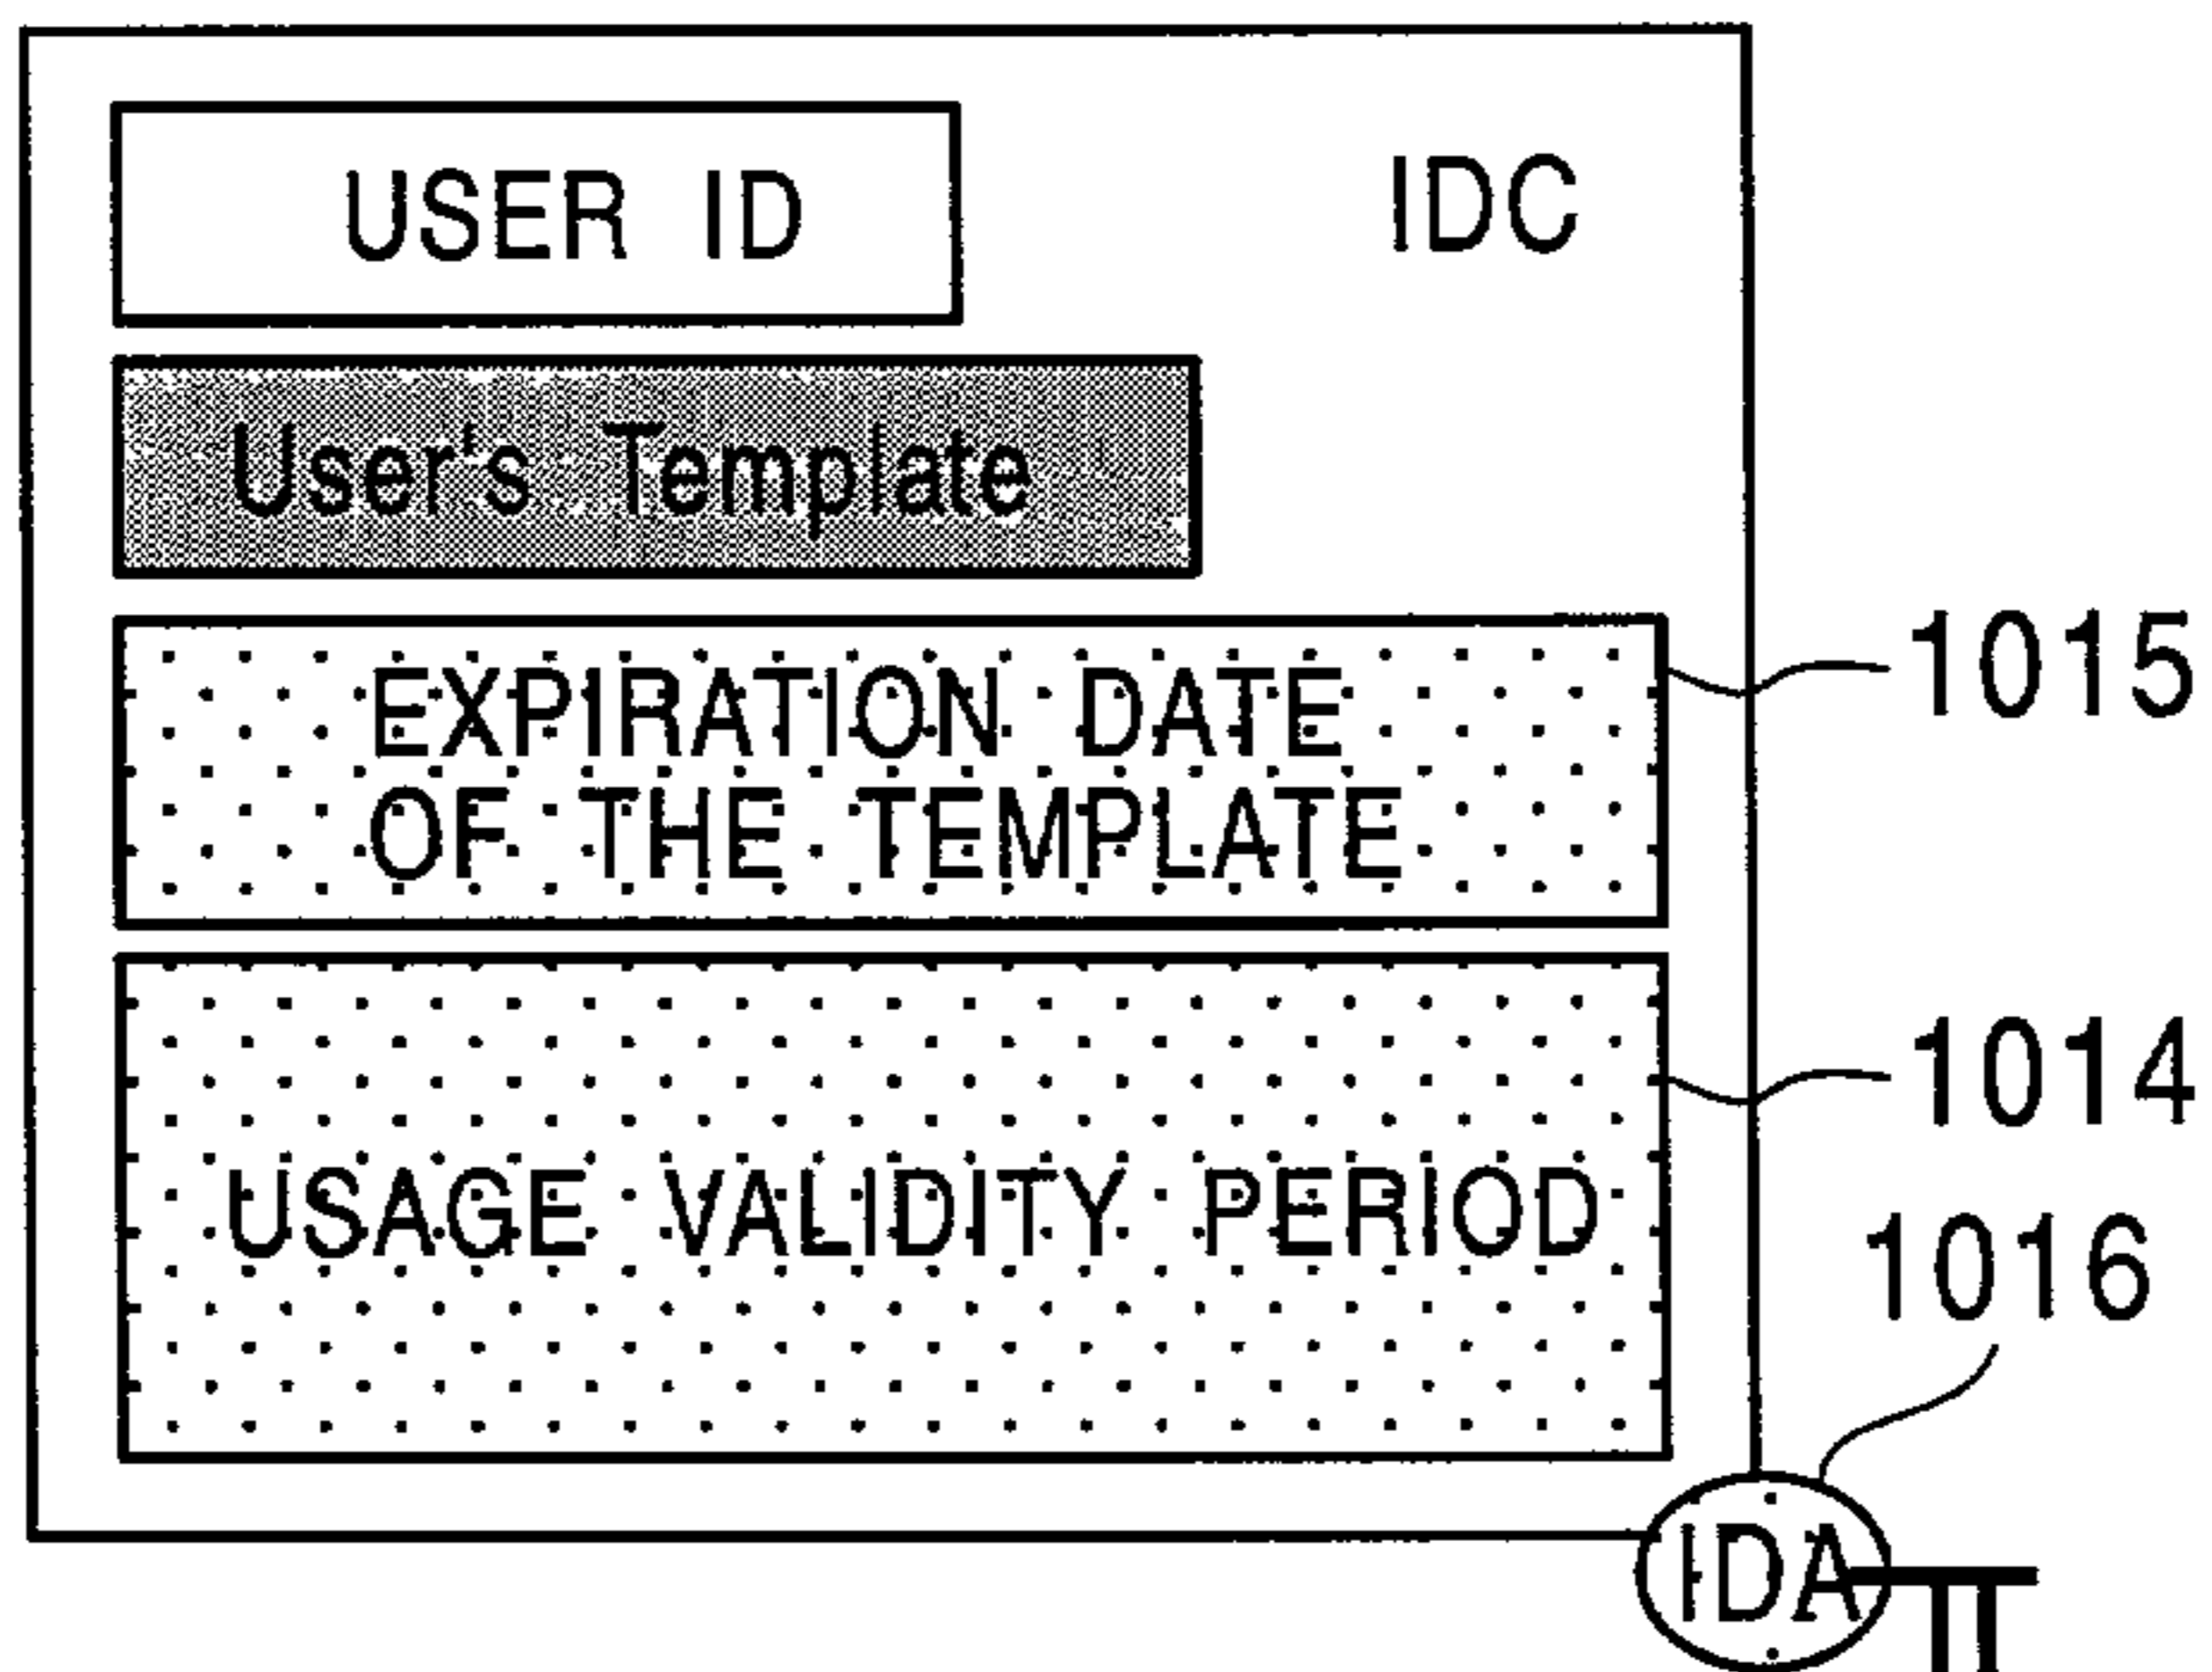 USER ID
IDC
User's Template
EXPIRATION DATE
OF THE TEMPLATE
1015
USAGE VALIDITY PERIOD
1014
1016
IDA